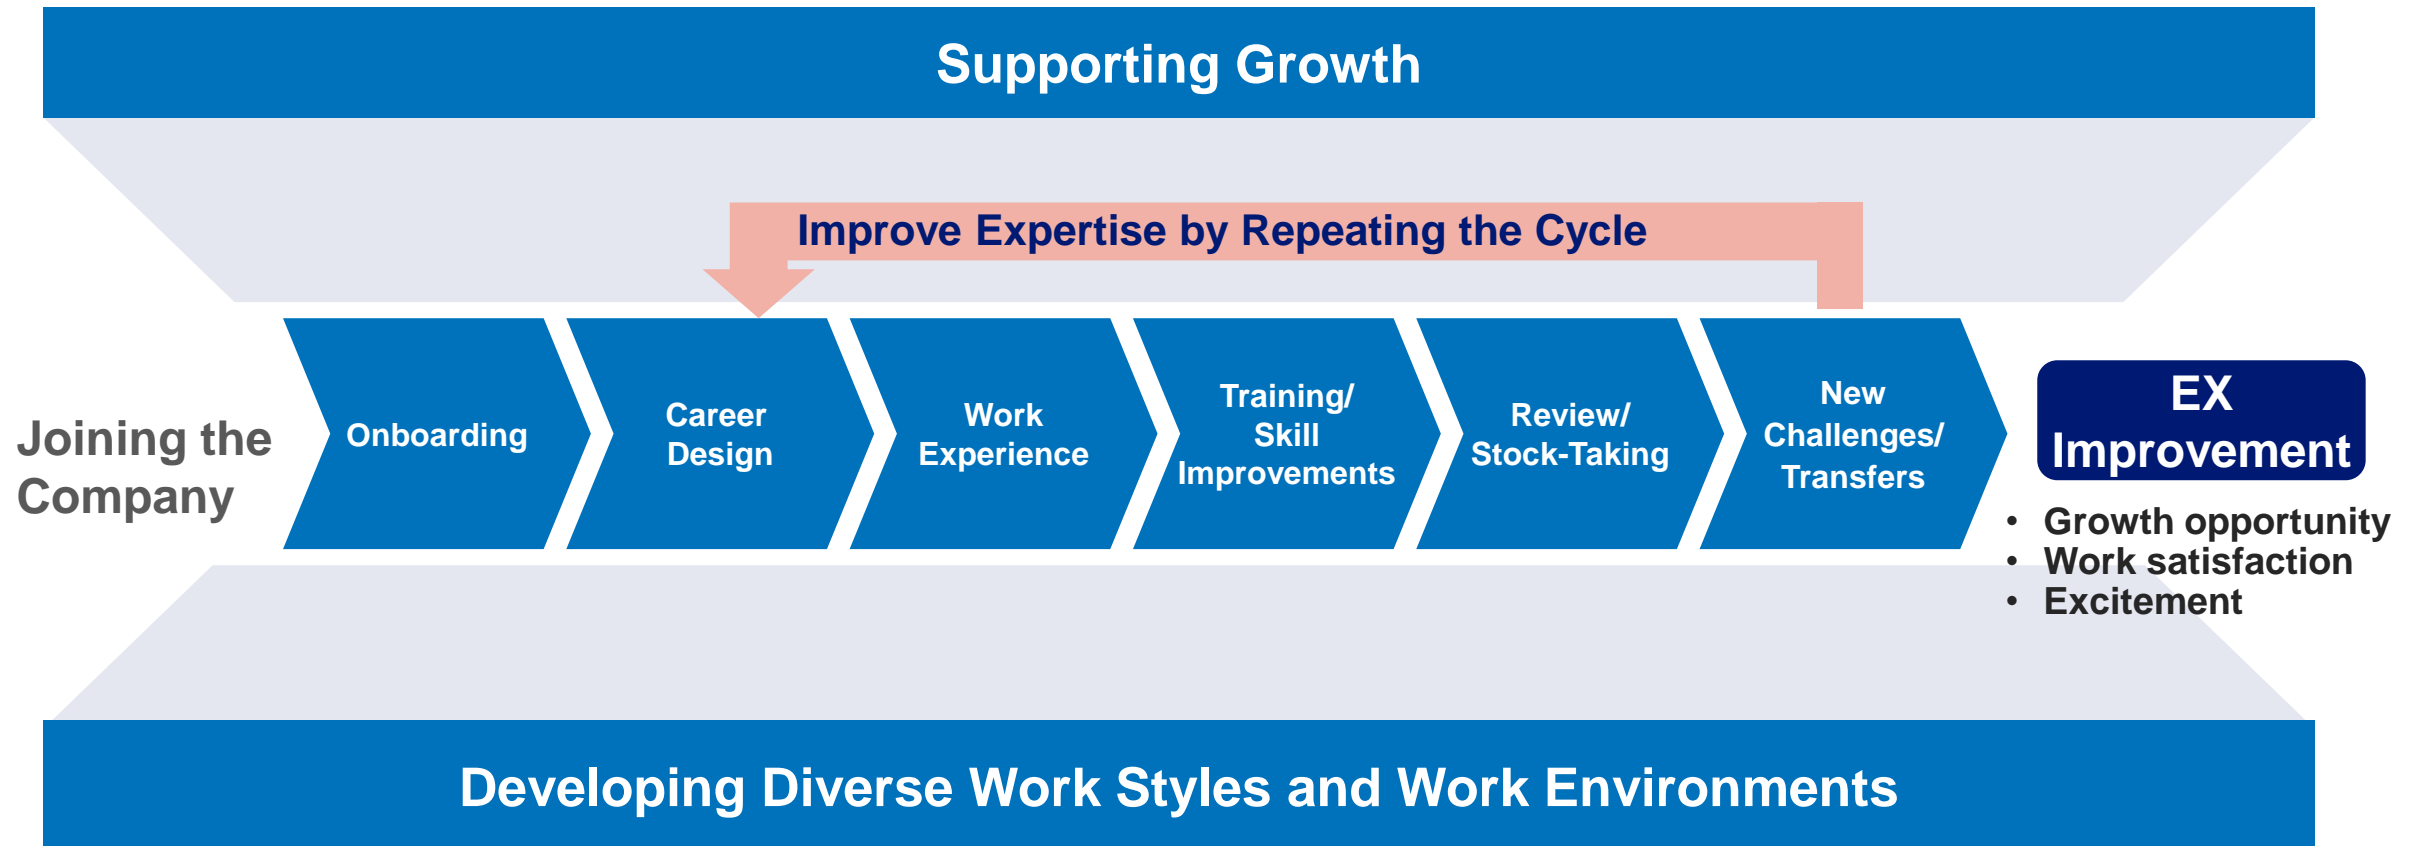 Supporting Growth
Improve Expertise by Repeating the Cycle
Joining the
Company
Onboarding
Career
Design
Work
Experience
Training/
Skill
Improvements
Review/
Stock-Taking
New
Challenges/
Transfers
EX
Improvement
• Growth opportunity
• Work satisfaction
• Excitement
Developing Diverse Work Styles and Work Environments